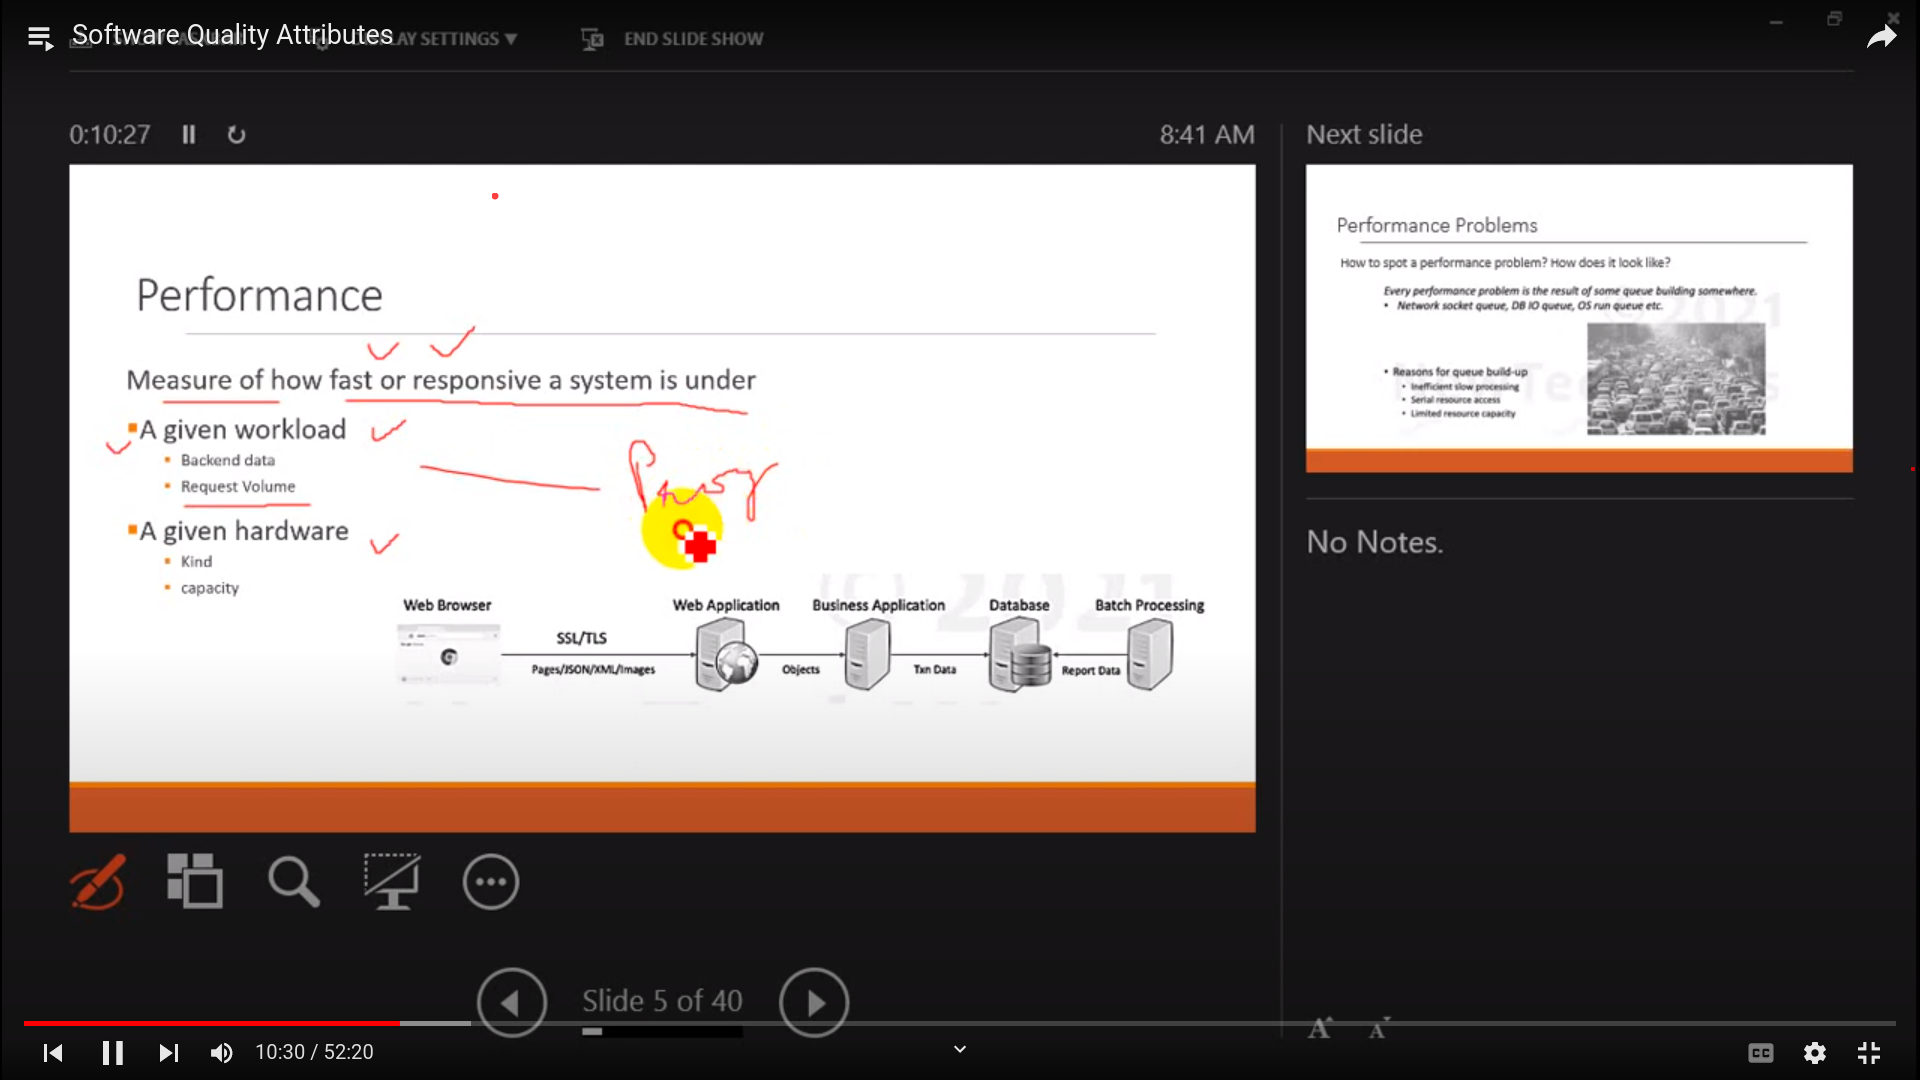 Software Quality Attributes
DISPLAY SETTINGS ▼
END SLIDE SHOW
0:10:27
8:41 AM
Next slide
Performance
Measure of how fast or responsive a system is under
A given workload
Backend data
Request Volume
A given hardware
Kind
capacity
Web Browser
Web Application
Business Application
Database
Batch Processing
SSL/TLS
Pages/JSON/XML/Images
Objects
Txn Data
Report Data
© 2021
Performance Problems
How to spot a performance problem? How does it look like?
Every performance problem is the result of some queue building somewhere.
• Network socket queue, DB IO queue, OS run queue etc.
• Reasons for queue build-up
• Inefficient slow processing
• Serial resource access
• Limited resource capacity
No Notes.
Slide 5 of 40
A A
10:30 / 52:20
CC